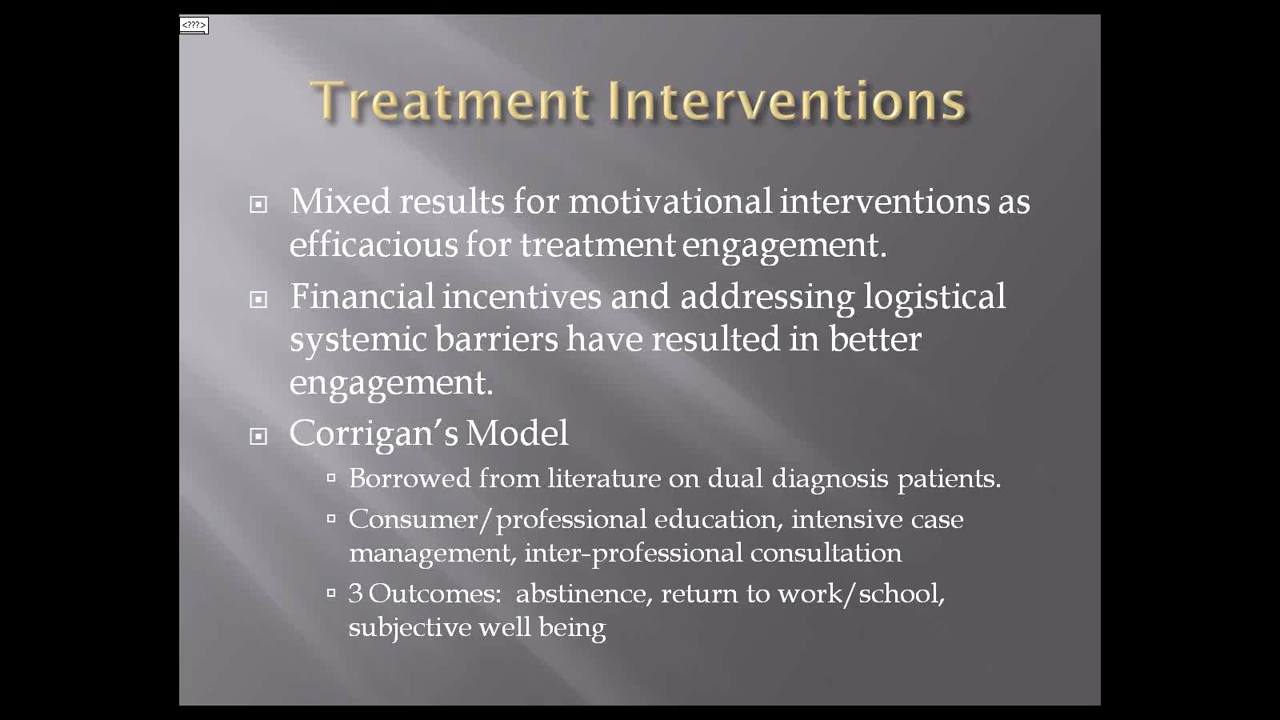 <???>
Treatment Interventions
Mixed results for motivational interventions as
efficacious for treatment engagement.
Financial incentives and addressing logistical
systemic barriers have resulted in better
engagement.
Corrigan’s Model
Borrowed from literature on dual diagnosis patients.
Consumer/professional education, intensive case
management, inter-professional consultation
3 Outcomes: abstinence, return to work/school,
subjective well being